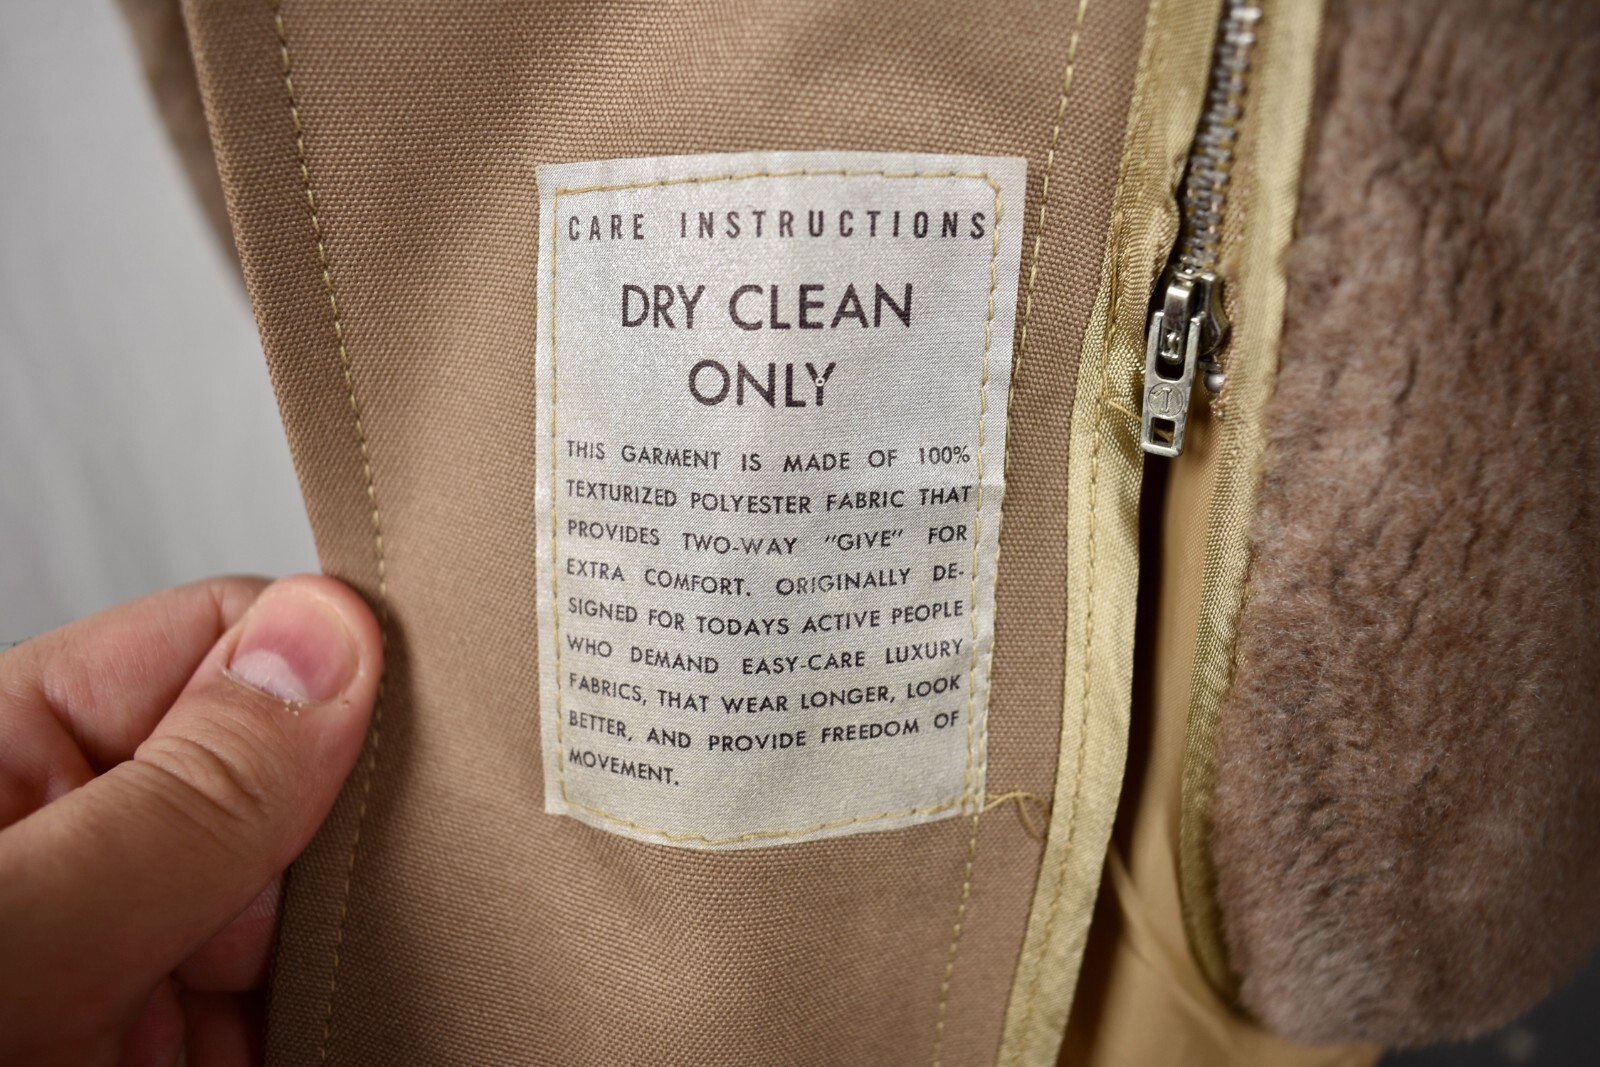 CARE INSTRUCTIONS
DRY CLEAN
ONLY
THIS GARMENT IS MADE OF 100%
TEXTURIZED POLYESTER FABRIC THAT
PROVIDES TWO-WAY "GIVE" FOR
EXTRA COMFORT. ORIGINALLY DE-
SIGNED FOR TODAYS ACTIVE PEOPLE
WHO DEMAND EASY-CARE LUXURY
FABRICS, THAT WEAR LONGER, LOOK
BETTER, AND PROVIDE FREEDOM OF
MOVEMENT.